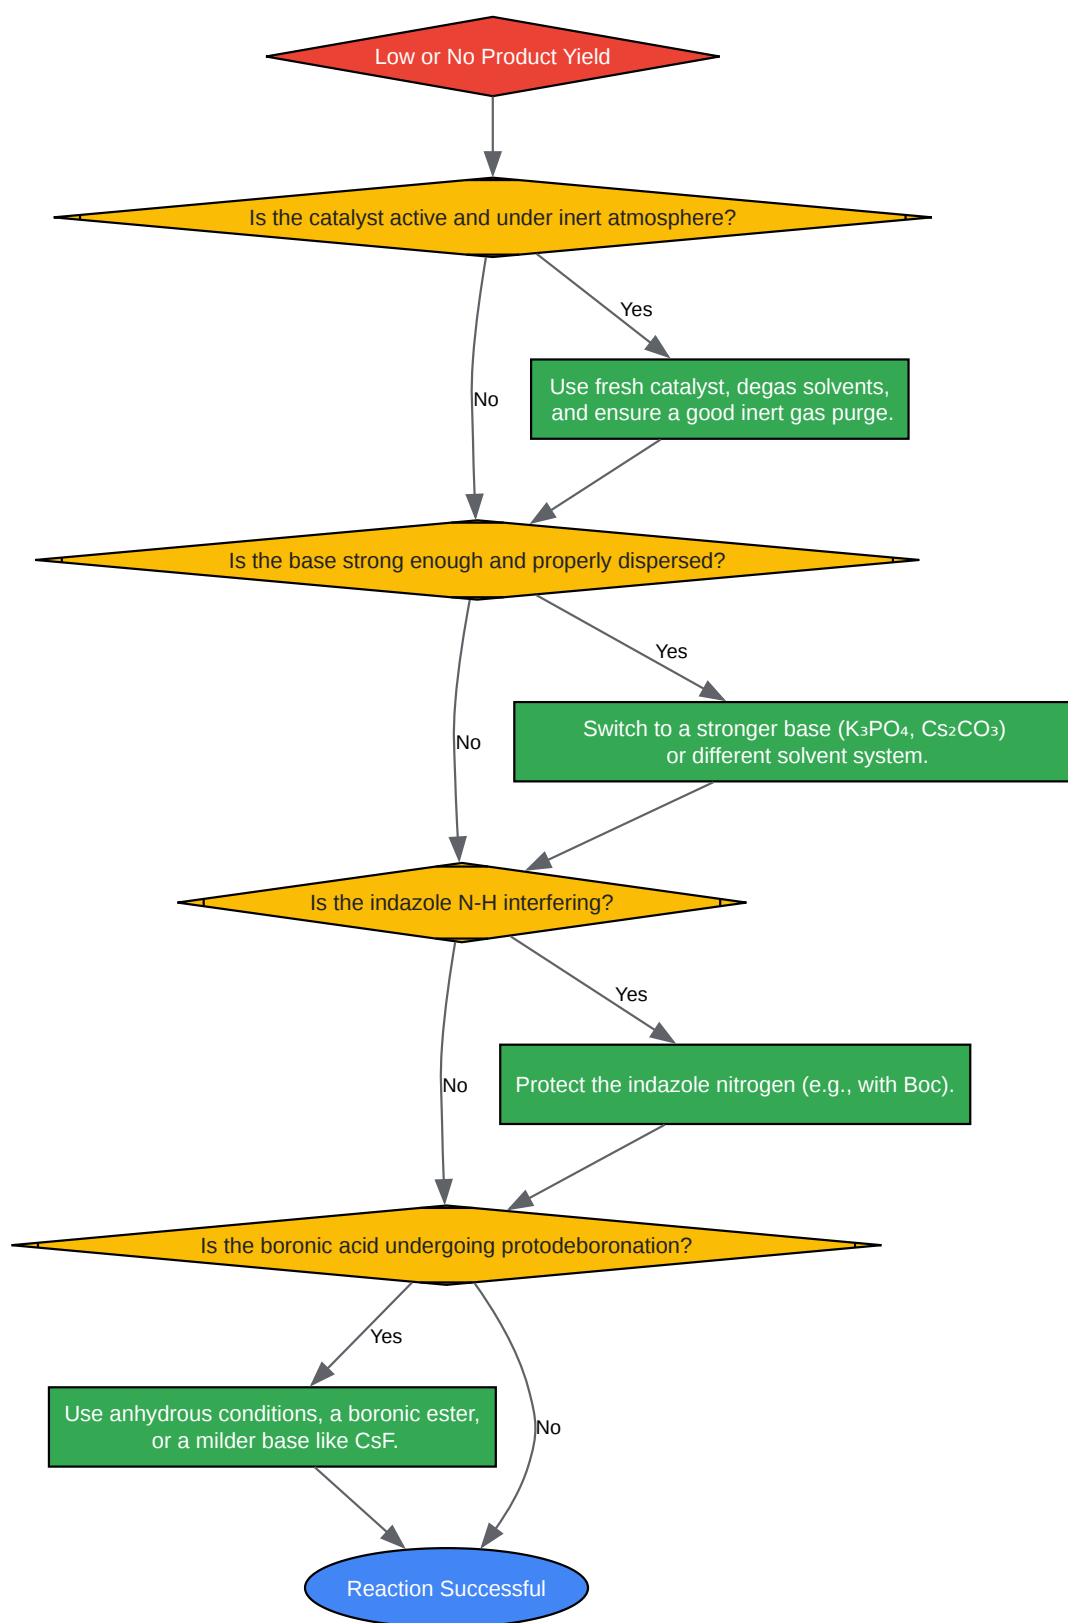 Low or No Product Yield
Is the catalyst active and under inert atmosphere?
Yes
Use fresh catalyst, degas solvents,
and ensure a good inert gas purge.
No
Is the base strong enough and properly dispersed?
Yes
Switch to a stronger base (K₃PO₄, Cs₂CO₃)
or different solvent system.
No
Is the indazole N-H interfering?
Yes
Protect the indazole nitrogen (e.g., with Boc).
No
Is the boronic acid undergoing protodeboronation?
Yes
Use anhydrous conditions, a boronic ester,
or a milder base like CsF.
No
Reaction Successful